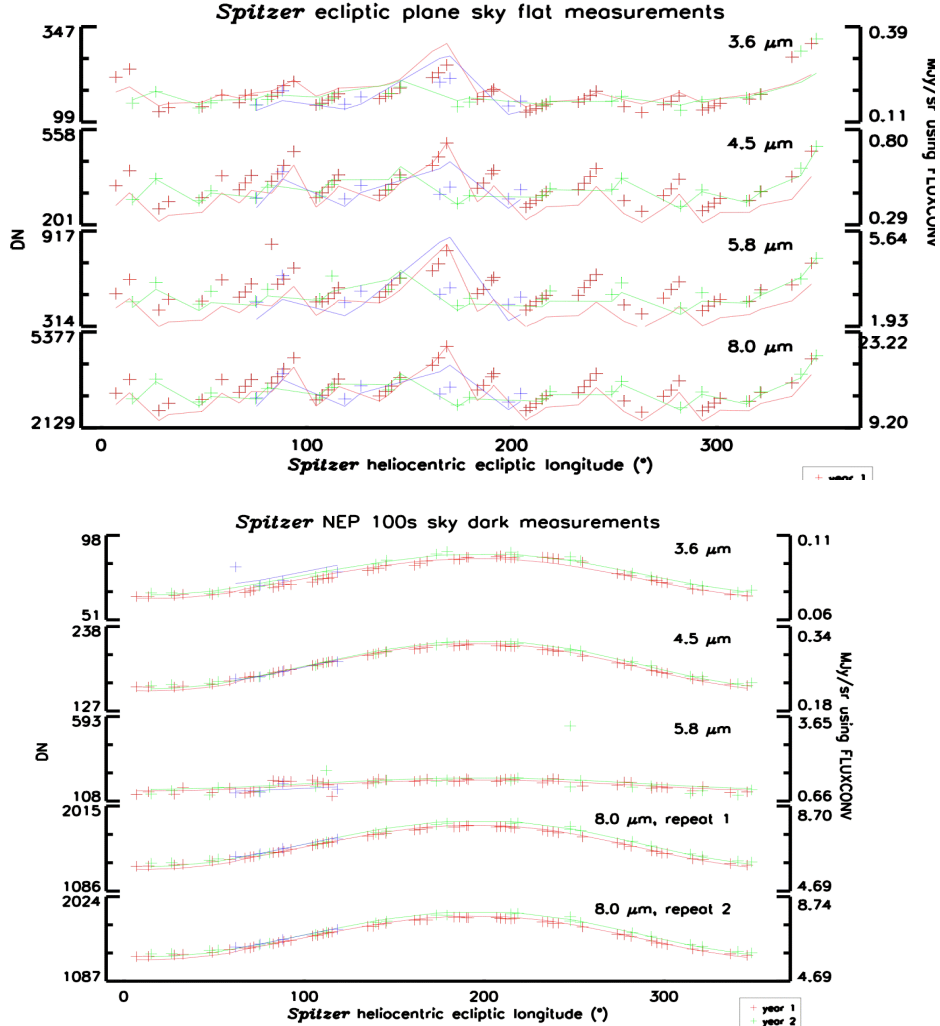 Spitzer ecliptic plane sky flat measurements
347
3.6 μm
0.39
99
0.11
558
4.5 μm
0.80
201
0.29
917
5.8 μm
5.64
314
1.93
5377
8.0 μm
23.22
2129
9.20
DN
MJy/sr using FLUXCONV
0 100 200 300
Spitzer heliocentric ecliptic longitude (°)
year 1
Spitzer NEP 100s sky dark measurements
98
3.6 μm
0.11
51
0.06
238
4.5 μm
0.34
127
0.18
593
5.8 μm
3.65
108
0.66
2015
8.0 μm, repeat 1
8.70
1086
4.69
2024
8.0 μm, repeat 2
8.74
1087
4.69
DN
MJy/sr using FLUXCONV
0 100 200 300
Spitzer heliocentric ecliptic longitude (°)
year 1
year 2